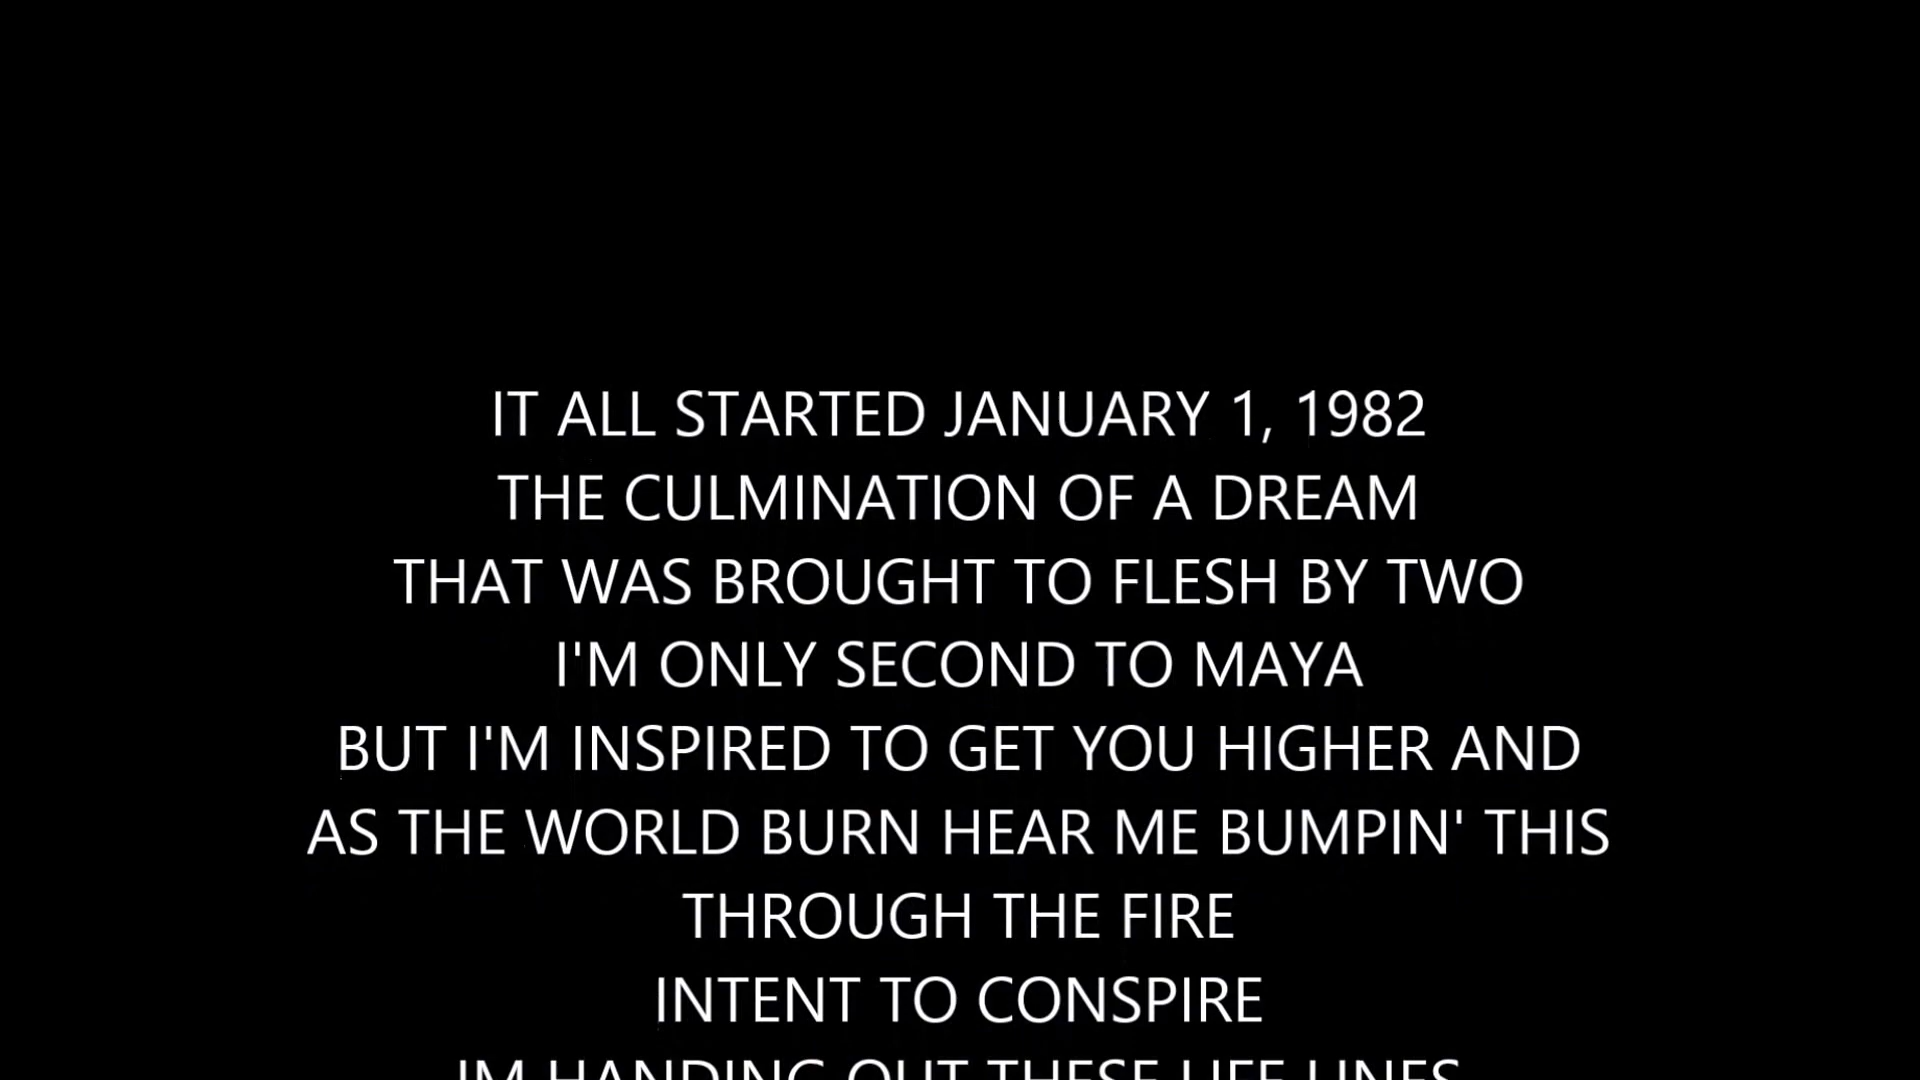 IT ALL STARTED JANUARY 1, 1982
THE CULMINATION OF A DREAM
THAT WAS BROUGHT TO FLESH BY TWO
I'M ONLY SECOND TO MAYA
BUT I'M INSPIRED TO GET YOU HIGHER AND
AS THE WORLD BURN HEAR ME BUMPIN' THIS
THROUGH THE FIRE
INTENT TO CONSPIRE
IM HANDING OUT THESE LIFE LINES